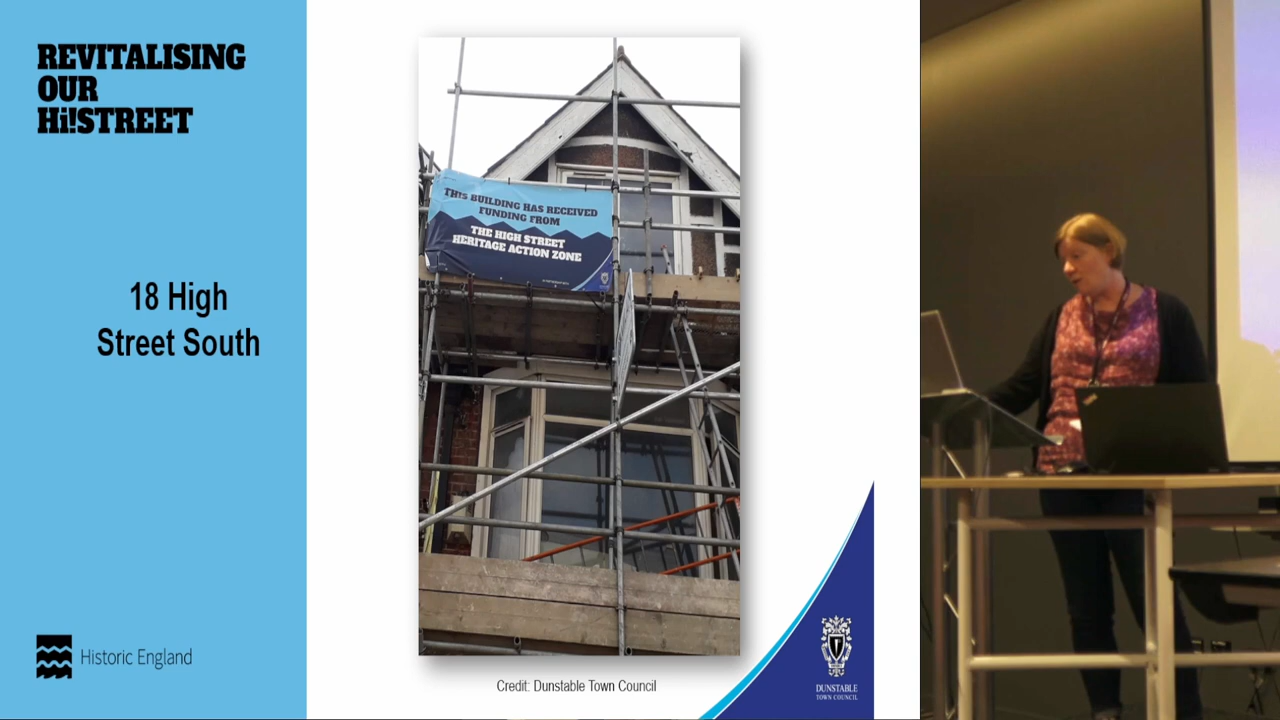 REVITALISING
OUR
Hi!STREET
18 High
Street South
Historic England
THIS BUILDING HAS RECEIVED
FUNDING FROM
THE HIGH STREET
HERITAGE ACTION ZONE
Credit: Dunstable Town Council
DUNSTABLE
TOWN COUNCIL